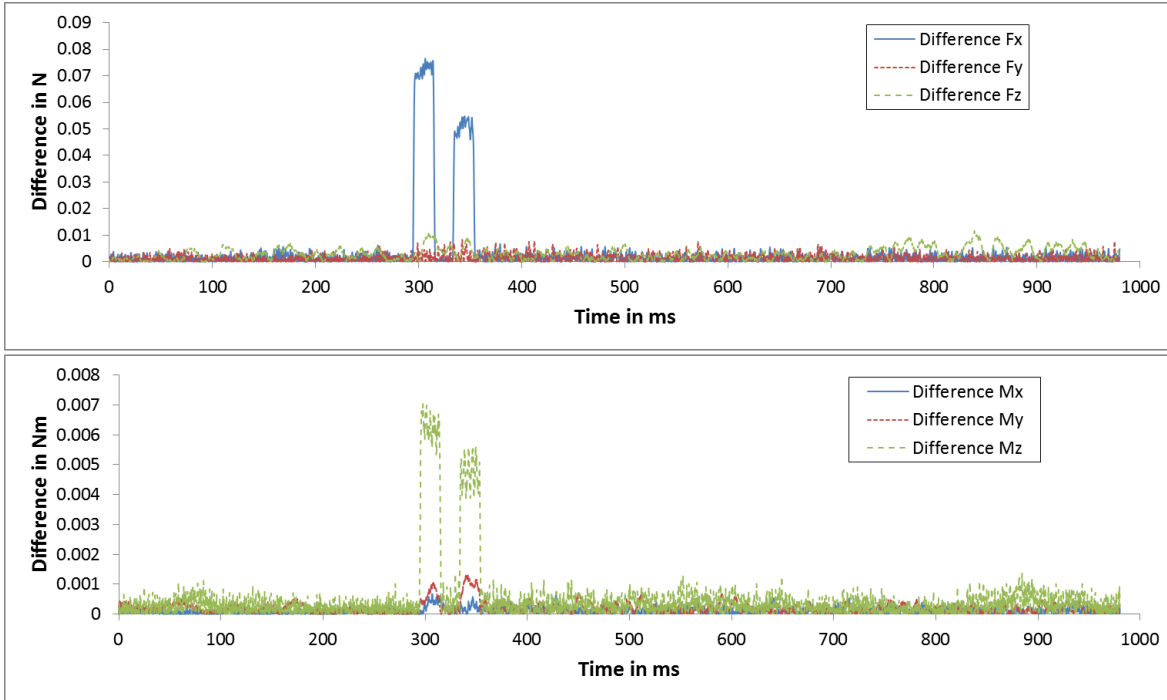 Difference in N
0.09
0.08
0.07
0.06
0.05
0.04
0.03
0.02
0.01
0
0 100 200 300 400 500 600 700 800 900 1000
Time in ms
Difference Fx
Difference Fy
Difference Fz
Difference in Nm
0.008
0.007
0.006
0.005
0.004
0.003
0.002
0.001
0
0 100 200 300 400 500 600 700 800 900 1000
Time in ms
Difference Mx
Difference My
Difference Mz